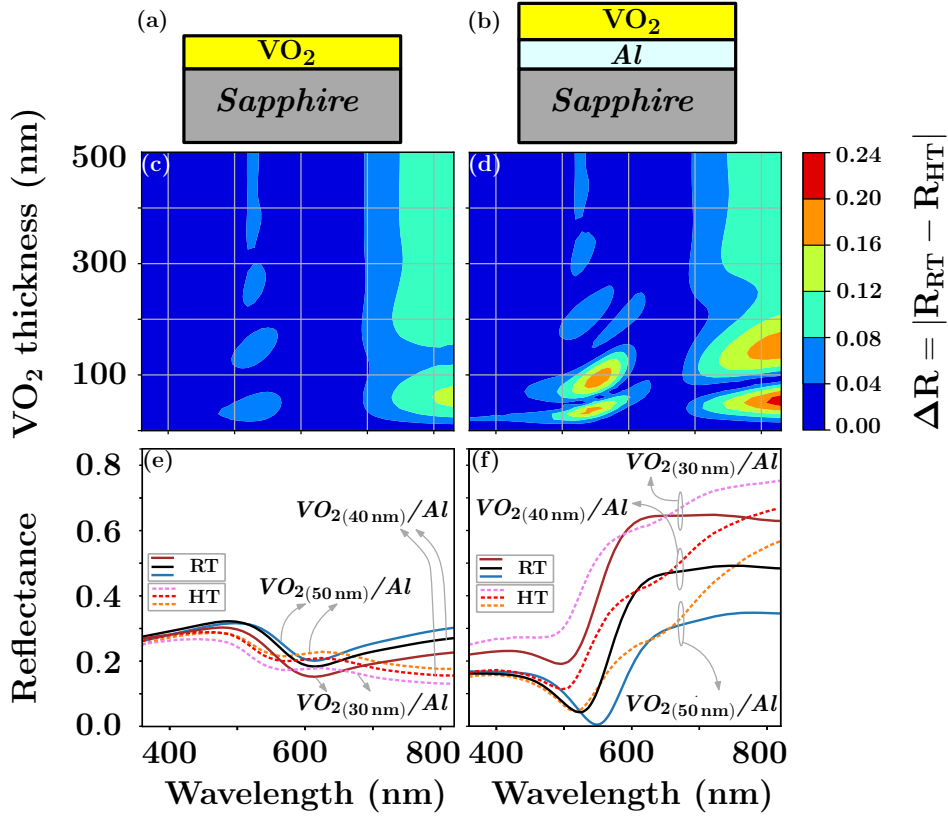 (a)
VO2
Sapphire
(b)
VO2
Al
Sapphire
VO2 thickness (nm)
500
300
100
(c)
(d)
0.24
0.20
0.16
0.12
0.08
0.04
0.00
ΔR = |RRT − RHT|
Reflectance
0.8
0.6
0.4
0.2
0.0
(e)
VO2(40 nm)/Al
RT
HT
VO2(50 nm)/Al
VO2(30 nm)/Al
400 600 800
Wavelength (nm)
(f)
VO2(30 nm)/Al
VO2(40 nm)/Al
RT
HT
VO2(50 nm)/Al
400 600 800
Wavelength (nm)